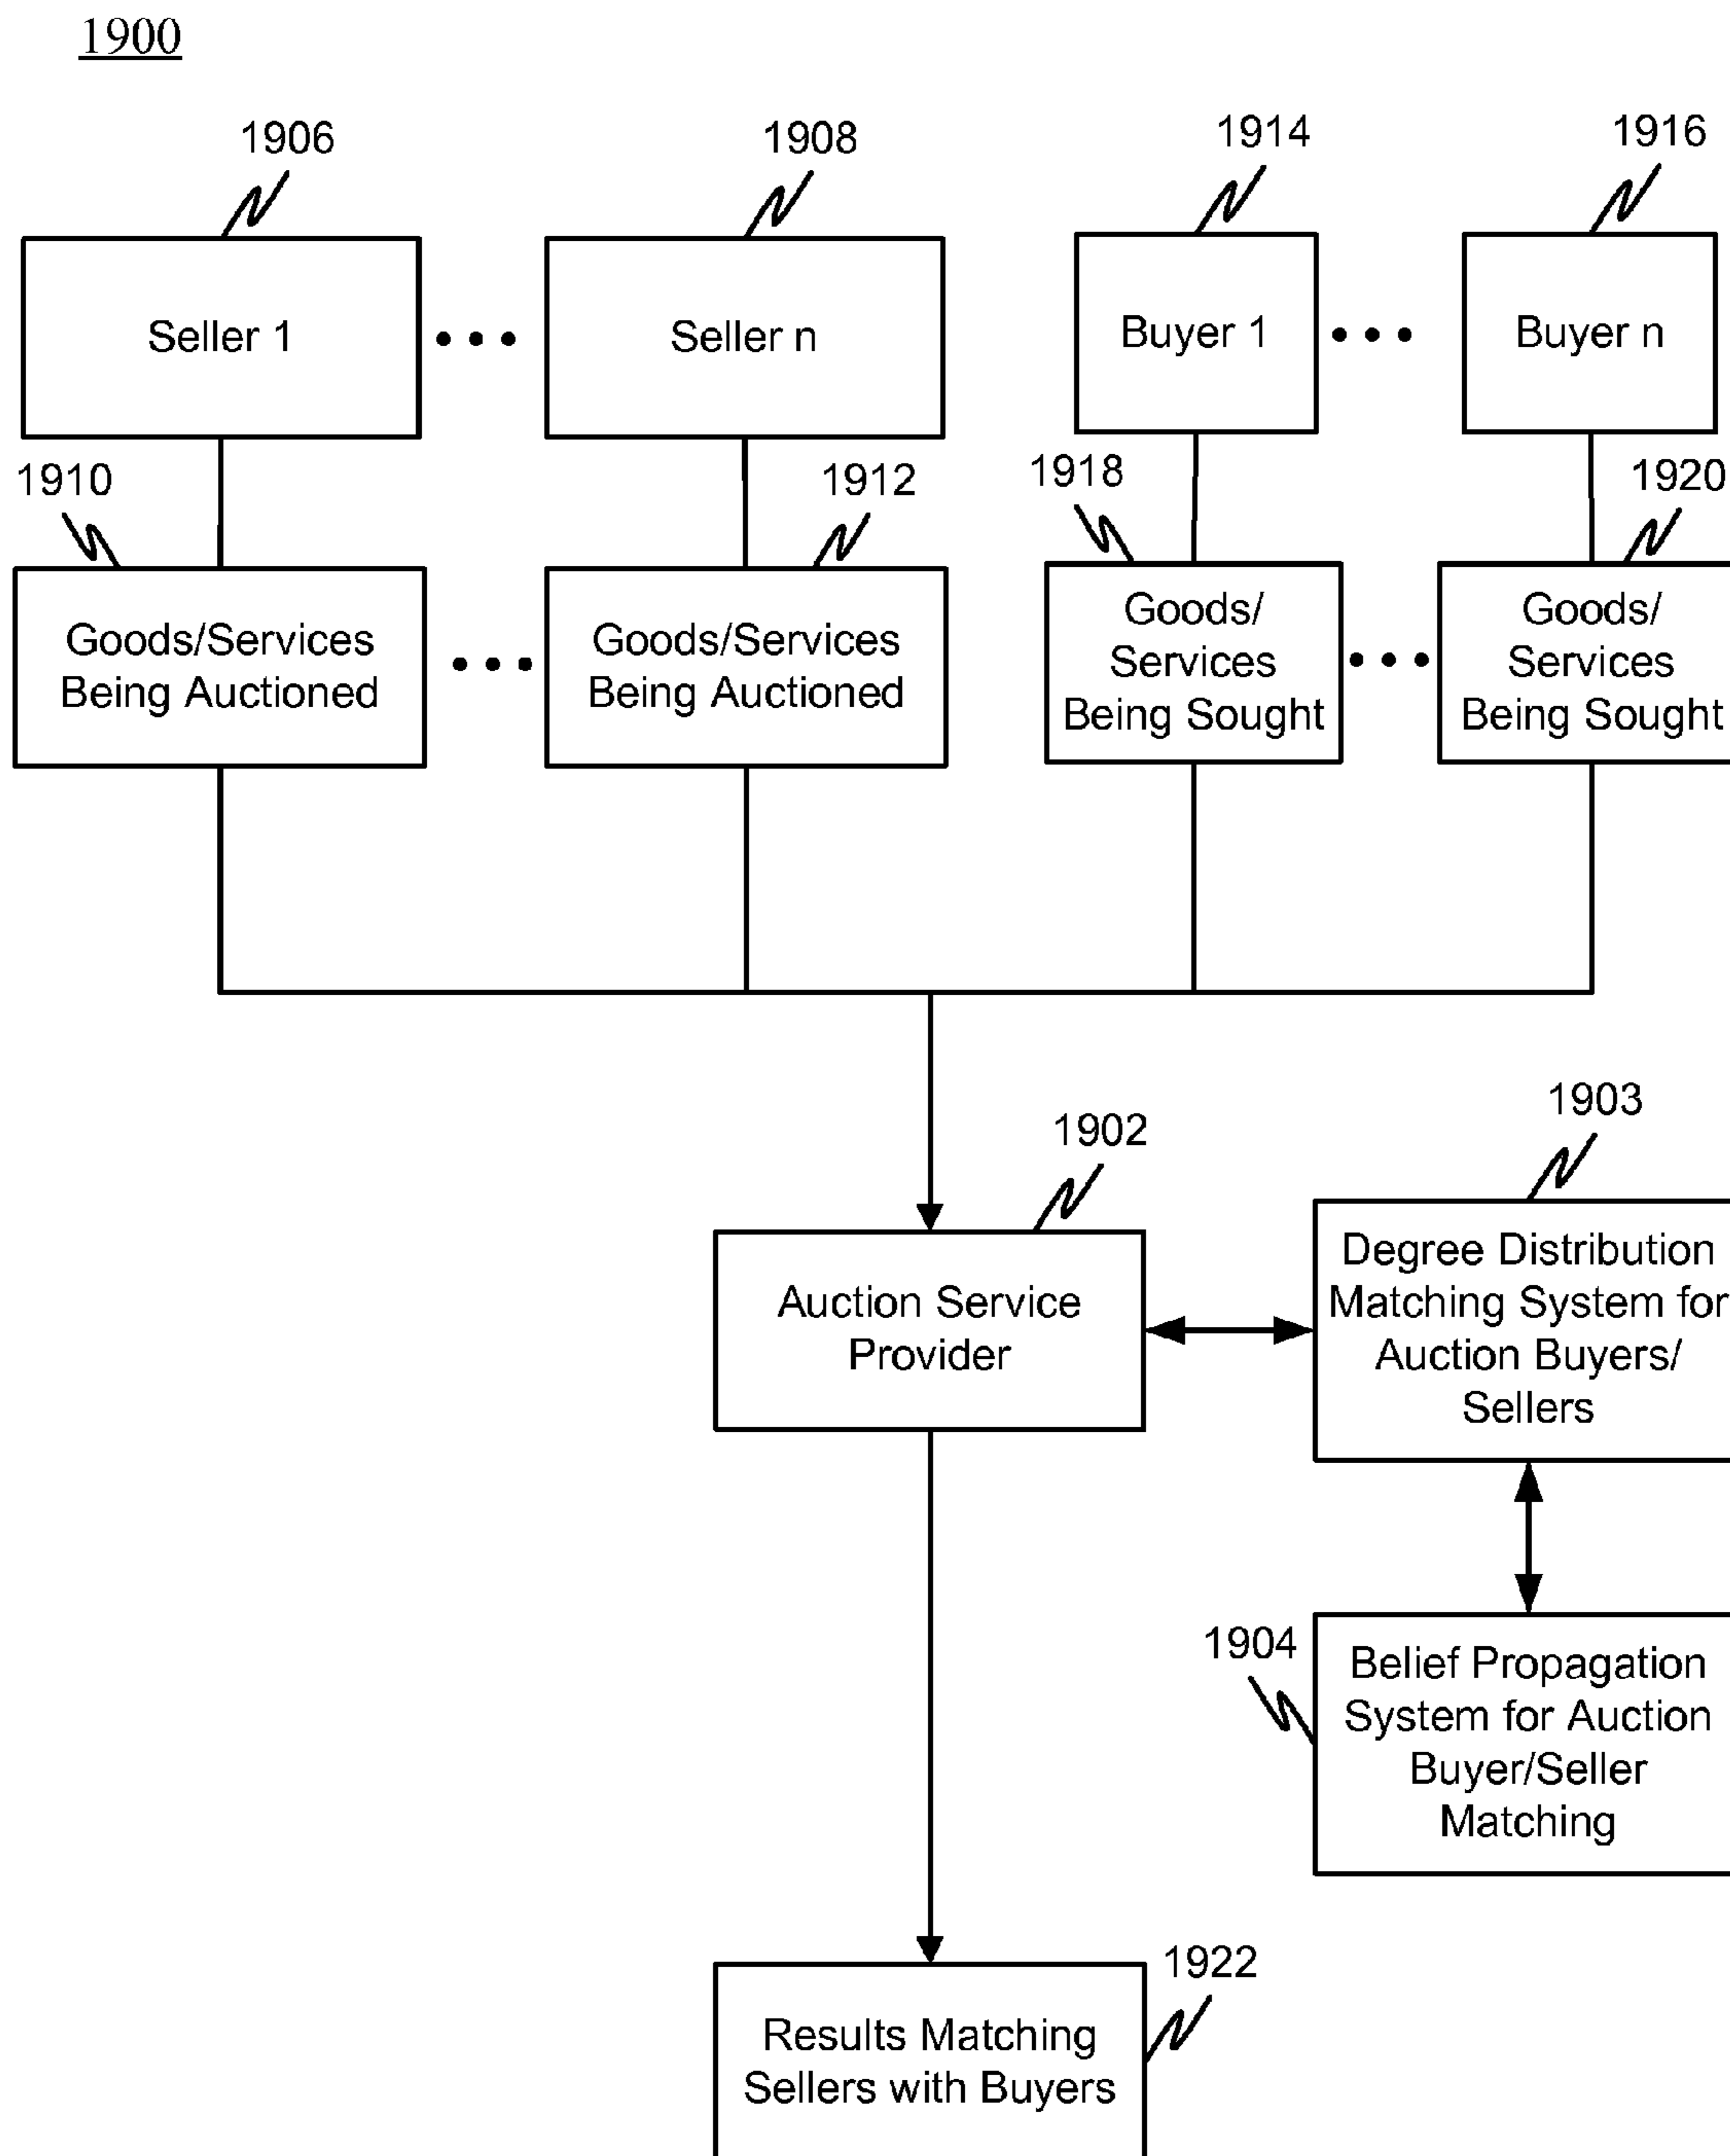 1900
1906
1908
1914
1916
Seller 1
Seller n
Buyer 1
Buyer n
1910
1912
1918
1920
Goods/Services
Being Auctioned
Goods/Services
Being Auctioned
Goods/
Services
Being Sought
Goods/
Services
Being Sought
1902
1903
Auction Service
Provider
Degree Distribution
Matching System for
Auction Buyers/
Sellers
1904
Belief Propagation
System for Auction
Buyer/Seller
Matching
1922
Results Matching
Sellers with Buyers